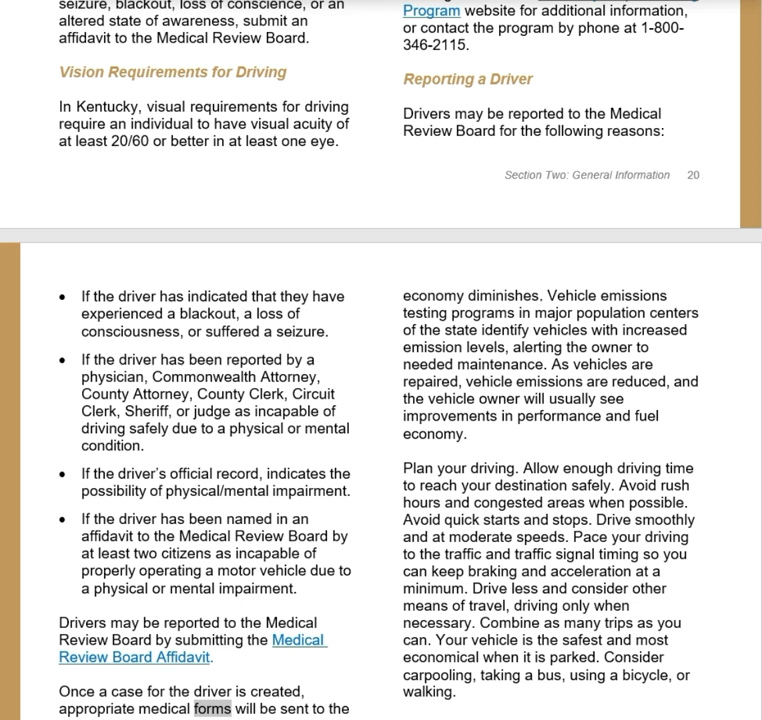 seizure, blackout, loss of conscience, or an
altered state of awareness, submit an
affidavit to the Medical Review Board.
Vision Requirements for Driving
In Kentucky, visual requirements for driving
require an individual to have visual acuity of
at least 20/60 or better in at least one eye.
Program website for additional information,
or contact the program by phone at 1-800-
346-2115.
Reporting a Driver
Drivers may be reported to the Medical
Review Board for the following reasons:
Section Two: General Information 20
• If the driver has indicated that they have
experienced a blackout, a loss of
consciousness, or suffered a seizure.
• If the driver has been reported by a
physician, Commonwealth Attorney,
County Attorney, County Clerk, Circuit
Clerk, Sheriff, or judge as incapable of
driving safely due to a physical or mental
condition.
• If the driver's official record, indicates the
possibility of physical/mental impairment.
• If the driver has been named in an
affidavit to the Medical Review Board by
at least two citizens as incapable of
properly operating a motor vehicle due to
a physical or mental impairment.
Drivers may be reported to the Medical
Review Board by submitting the Medical
Review Board Affidavit.
Once a case for the driver is created,
appropriate medical forms will be sent to the
economy diminishes. Vehicle emissions
testing programs in major population centers
of the state identify vehicles with increased
emission levels, alerting the owner to
needed maintenance. As vehicles are
repaired, vehicle emissions are reduced, and
the vehicle owner will usually see
improvements in performance and fuel
economy.
Plan your driving. Allow enough driving time
to reach your destination safely. Avoid rush
hours and congested areas when possible.
Avoid quick starts and stops. Drive smoothly
and at moderate speeds. Pace your driving
to the traffic and traffic signal timing so you
can keep braking and acceleration at a
minimum. Drive less and consider other
means of travel, driving only when
necessary. Combine as many trips as you
can. Your vehicle is the safest and most
economical when it is parked. Consider
carpooling, taking a bus, using a bicycle, or
walking.